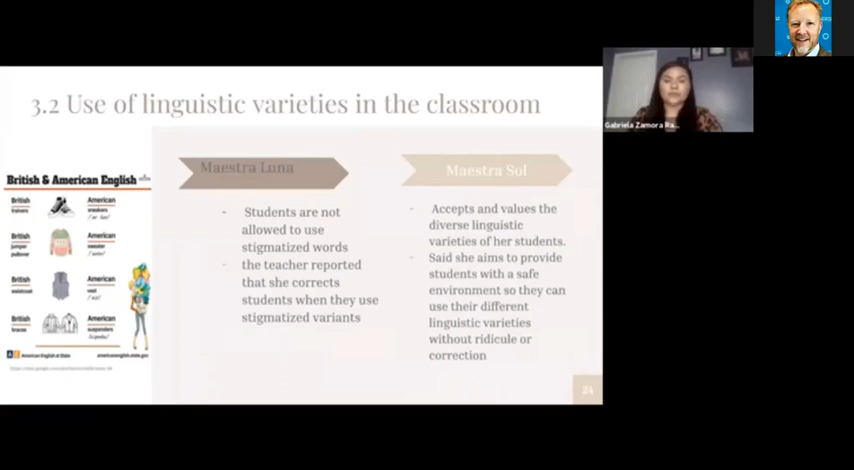 3.2 Use of linguistic varieties in the classroom
Gabriela Zamora Ra...
Maestra Luna
- Students are not
allowed to use
stigmatized words
- the teacher reported
that she corrects
students when they use
stigmatized variants
Maestra Sol
- Accepts and values the
diverse linguistic
varieties of her students.
- Said she aims to provide
students with a safe
environment so they can
use their different
linguistic varieties
without ridicule or
correction
24
British & American English
British
trainers
American
sneakers
British
jumper
pullover
American
sweater
British
waistcoat
American
vest
British
braces
American
suspenders
American English at State
americanenglish.state.gov